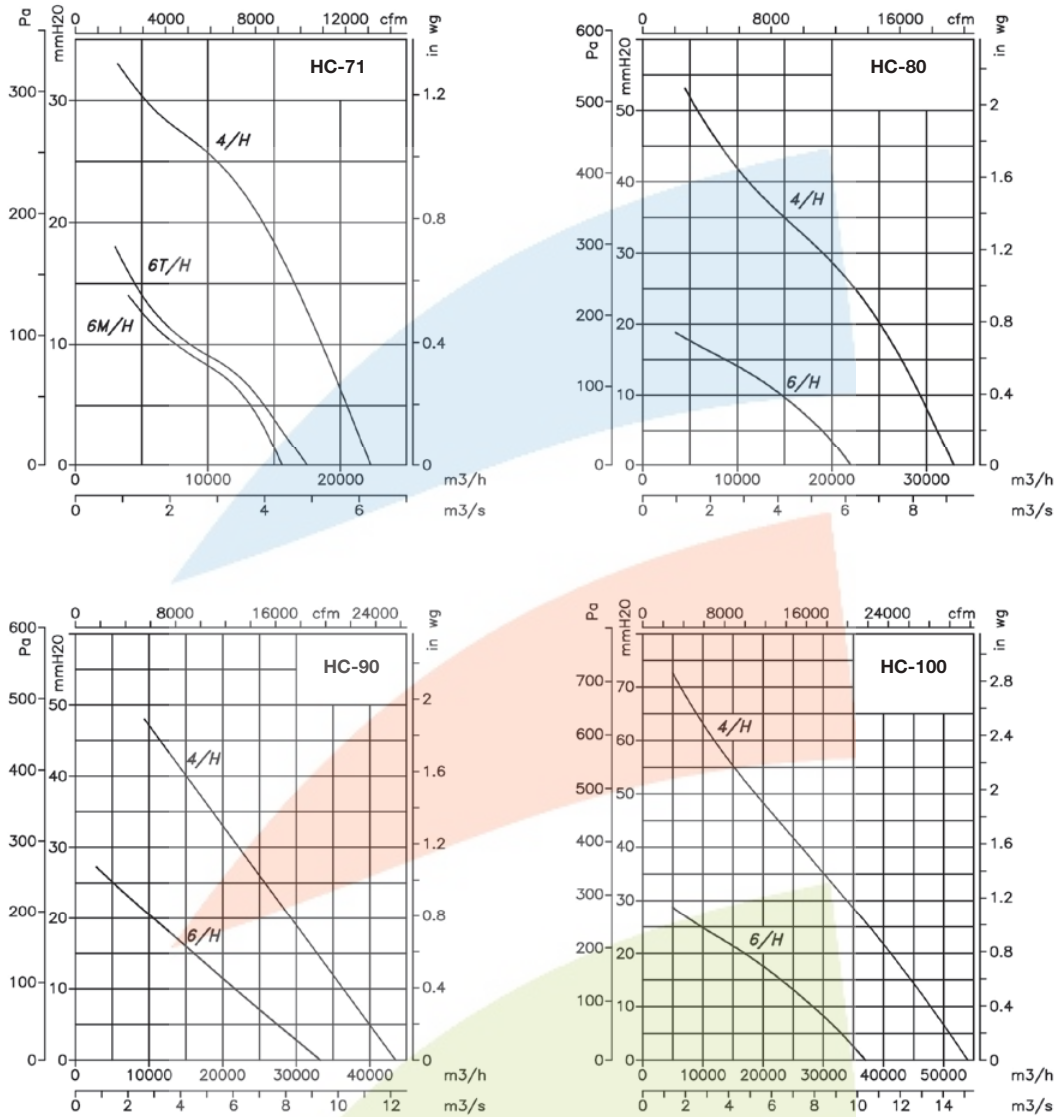 0 4000 8000 12000 cfm
Pa mmH2O in wg
HC-71
300 30 1.2
4/H
200 20 0.8
6T/H
6M/H
100 10 0.4
0 0 0
0 10000 20000 m3/h
0 2 4 6 m3/s
0 8000 16000 cfm
600 Pa mmH2O in wg
HC-80
500 50 2
400 40 1.6
4/H
300 30 1.2
200 20 0.8
6/H
100 10 0.4
0 0 0
0 10000 20000 30000 m3/h
0 2 4 6 8 m3/s
0 8000 16000 cfm 24000
600 Pa mmH2O in wg
HC-90
500 50 2
4/H
400 40 1.6
300 30 1.2
200 20 0.8
6/H
100 10 0.4
0 0 0
0 10000 20000 30000 40000 m3/h
0 2 4 6 8 10 12 m3/s
0 8000 16000 24000 cfm
Pa mmH2O in wg
HC-100
700 70 2.8
4/H
600 60 2.4
500 50 2
400 40 1.6
300 30 1.2
6/H
200 20 0.8
100 10 0.4
0 0 0
0 10000 20000 30000 40000 50000 m3/h
0 2 4 6 8 10 12 14 m3/s